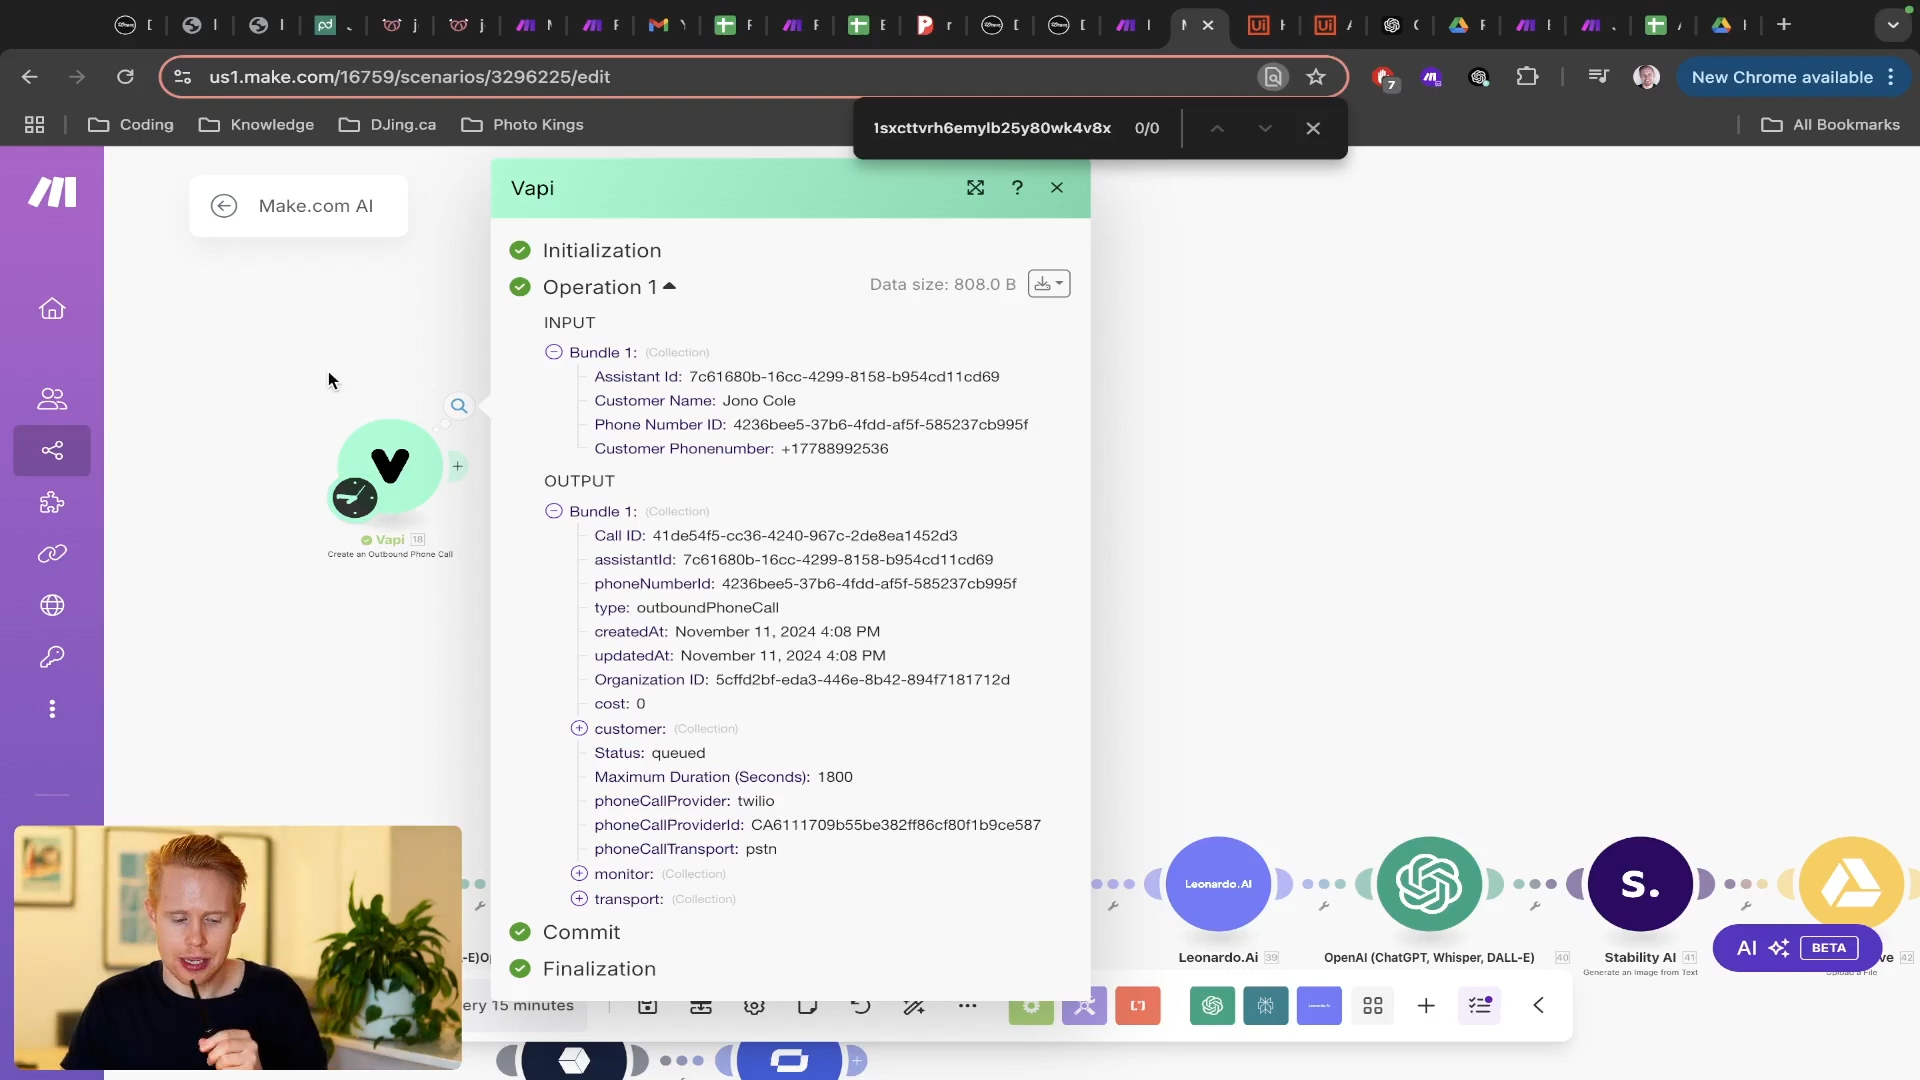 us1.make.com/16759/scenarios/3296225/edit
7
New Chrome available
Coding
Knowledge
DJing.ca
Photo Kings
1sxcttvrh6emylb25y80wk4v8x 0/0
All Bookmarks
Make.com AI
Vapi
?
Initialization
Operation 1
Data size: 808.0 B
INPUT
Bundle 1: (Collection)
Assistant Id: 7c61680b-16cc-4299-8158-b954cd11cd69
Customer Name: Jono Cole
Phone Number ID: 4236bee5-37b6-4fdd-af5f-585237cb995f
Customer Phonenumber: +17788992536
OUTPUT
Bundle 1: (Collection)
Call ID: 41de54f5-cc36-4240-967c-2de8ea1452d3
assistantId: 7c61680b-16cc-4299-8158-b954cd11cd69
phoneNumberId: 4236bee5-37b6-4fdd-af5f-585237cb995f
type: outboundPhoneCall
createdAt: November 11, 2024 4:08 PM
updatedAt: November 11, 2024 4:08 PM
Organization ID: 5cffd2bf-eda3-446e-8b42-894f7181712d
cost: 0
customer: (Collection)
Status: queued
Maximum Duration (Seconds): 1800
phoneCallProvider: twilio
phoneCallProviderId: CA6111709b55be382ff86cf80f1b9ce587
phoneCallTransport: pstn
monitor: (Collection)
transport: (Collection)
Commit
Finalization
Vapi 18
Create an Outbound Phone Call
Leonardo.AI
S.
Leonardo.Ai 39
OpenAI (ChatGPT, Whisper, DALL-E) 40
Stability AI 41
Generate an Image from Text
42
Upload a File
AI BETA
ery 15 minutes